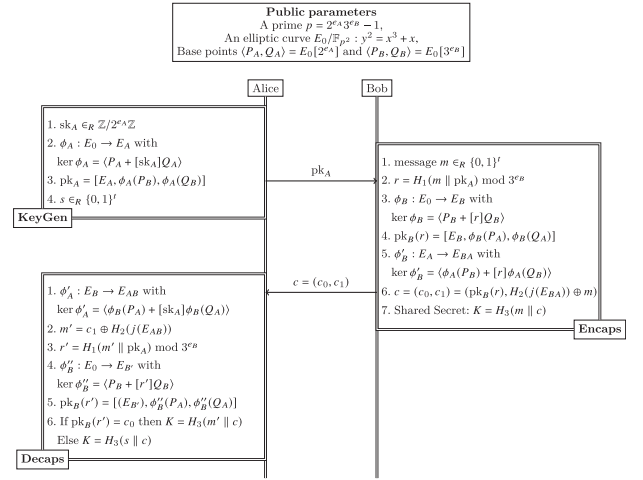 Public parameters
A prime p = 2^{e_A}3^{e_B} − 1,
An elliptic curve E_0/𝔽_{p^2} : y^2 = x^3 + x,
Base points ⟨P_A, Q_A⟩ = E_0[2^{e_A}] and ⟨P_B, Q_B⟩ = E_0[3^{e_B}]
Alice
Bob
1. sk_A ∈_R ℤ/2^{e_A}ℤ
2. ϕ_A : E_0 → E_A with
ker ϕ_A = ⟨P_A + [sk_A]Q_A⟩
3. pk_A = [E_A, ϕ_A(P_B), ϕ_A(Q_B)]
4. s ∈_R {0, 1}^t
KeyGen
pk_A
1. message m ∈_R {0, 1}^t
2. r = H_1(m ∥ pk_A) mod 3^{e_B}
3. ϕ_B : E_0 → E_B with
ker ϕ_B = ⟨P_B + [r]Q_B⟩
4. pk_B(r) = [E_B, ϕ_B(P_A), ϕ_B(Q_A)]
5. ϕ′_B : E_A → E_{BA} with
ker ϕ′_B = ⟨ϕ_A(P_B) + [r]ϕ_A(Q_B)⟩
6. c = (c_0, c_1) = (pk_B(r), H_2(j(E_{BA})) ⊕ m)
7. Shared Secret: K = H_3(m ∥ c)
Encaps
c = (c_0, c_1)
1. ϕ′_A : E_B → E_{AB} with
ker ϕ′_A = ⟨ϕ_B(P_A) + [sk_A]ϕ_B(Q_A)⟩
2. m′ = c_1 ⊕ H_2(j(E_{AB}))
3. r′ = H_1(m′ ∥ pk_A) mod 3^{e_B}
4. ϕ″_B : E_0 → E_{B′} with
ker ϕ″_B = ⟨P_B + [r′]Q_B⟩
5. pk_B(r′) = [(E_{B′}), ϕ″_B(P_A), ϕ″_B(Q_A)]
6. If pk_B(r′) = c_0 then K = H_3(m′ ∥ c)
Else K = H_3(s ∥ c)
Decaps